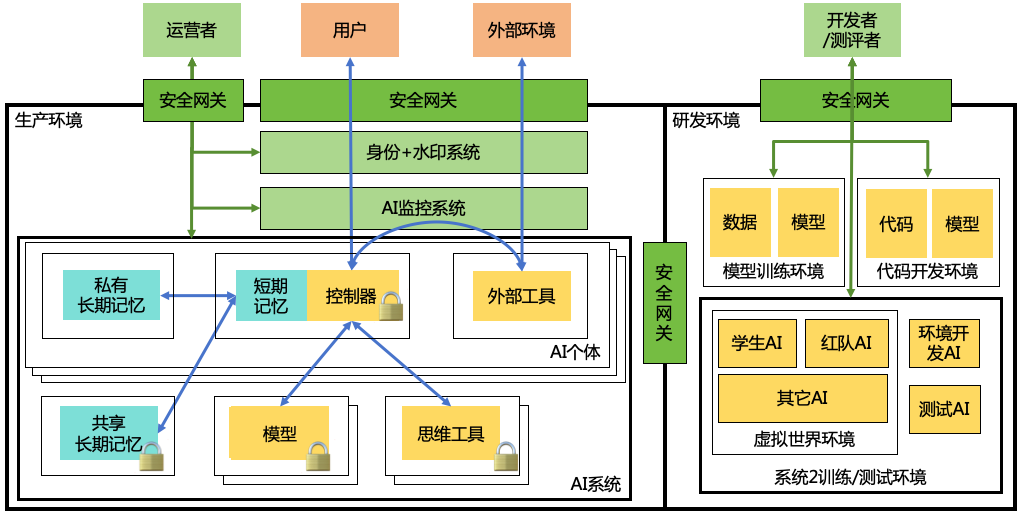 运营者
用户
外部环境
开发者
/测评者
安全网关
安全网关
安全网关
生产环境
研发环境
身份+水印系统
AI监控系统
数据
模型
模型训练环境
代码
模型
代码开发环境
安
全
网
关
私有
长期记忆
短期
记忆
控制器
外部工具
AI个体
共享
长期记忆
模型
思维工具
AI系统
学生AI
红队AI
其它AI
虚拟世界环境
环境开
发AI
测试AI
系统2训练/测试环境